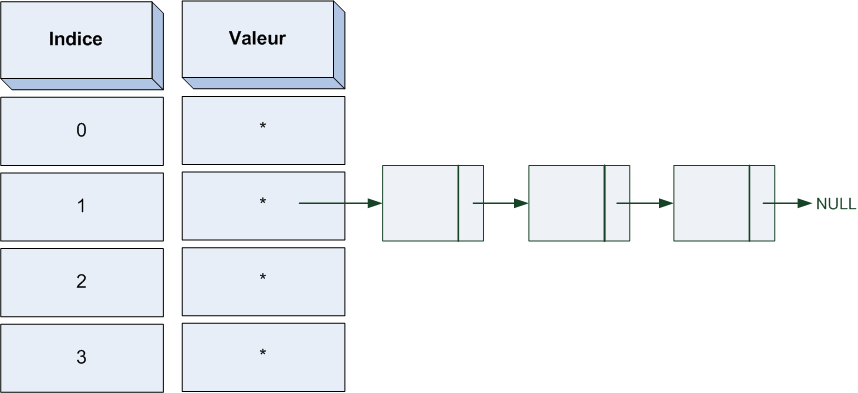 Indice Valeur
0 *
1 * NULL
2 *
3 *